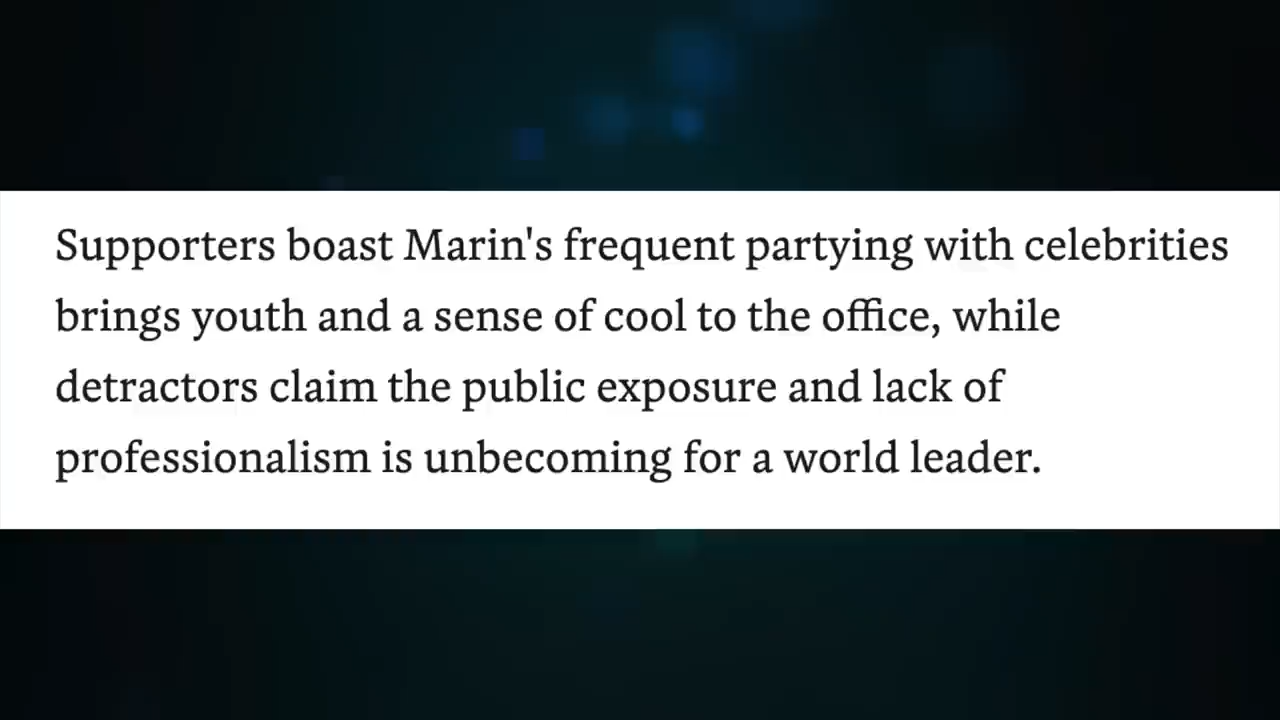 Supporters boast Marin's frequent partying with celebrities
brings youth and a sense of cool to the office, while
detractors claim the public exposure and lack of
professionalism is unbecoming for a world leader.